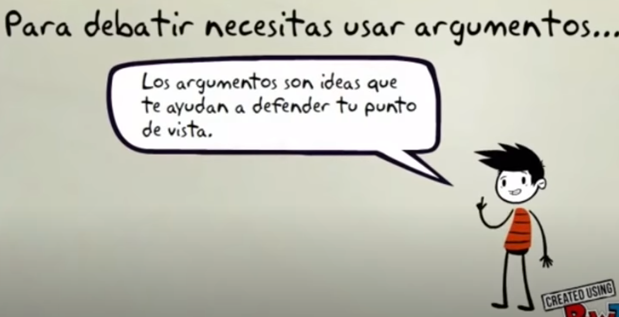 Para debatir necesitas usar argumentos...
Los argumentos son ideas que
te ayudan a defender tu punto
de vista.
CREATED USING